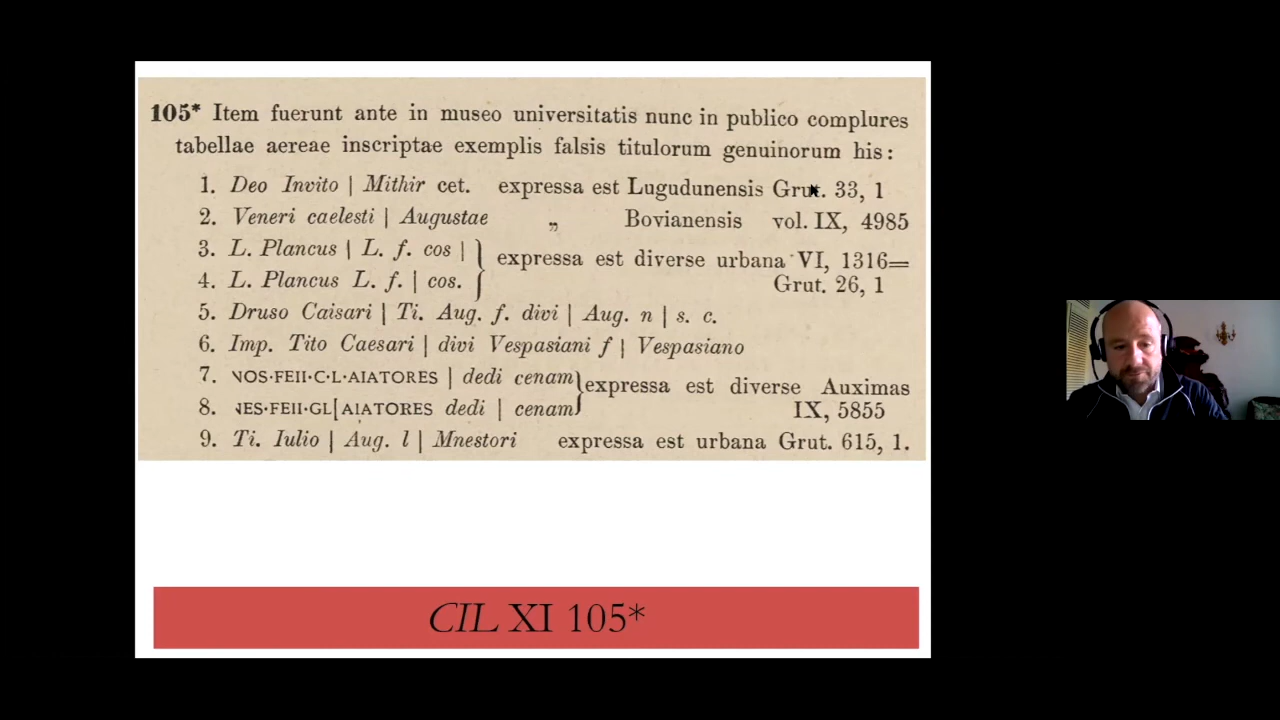 105* Item fuerunt ante in museo universitatis nunc in publico complures
tabellae aereae inscriptae exemplis falsis titulorum genuinorum his:
1. Deo Invito | Mithir cet. expressa est Lugudunensis Grut. 33, 1
2. Veneri caelesti | Augustae „ Bovianensis vol. IX, 4985
3. L. Plancus | L. f. cos | } expressa est diverse urbana VI, 1316=
4. L. Plancus L. f. | cos. Grut. 26, 1
5. Druso Caisari | Ti. Aug. f. divi | Aug. n | s. c.
6. Imp. Tito Caesari | divi Vespasiani f | Vespasiano
7. NOS·FEII·C·L·AIATORES | dedi cenam } expressa est diverse Auximas
8. NES·FEII·GL[AIATORES dedi | cenam IX, 5855
9. Ti. Iulio | Aug. l | Mnestori expressa est urbana Grut. 615, 1.
CIL XI 105*